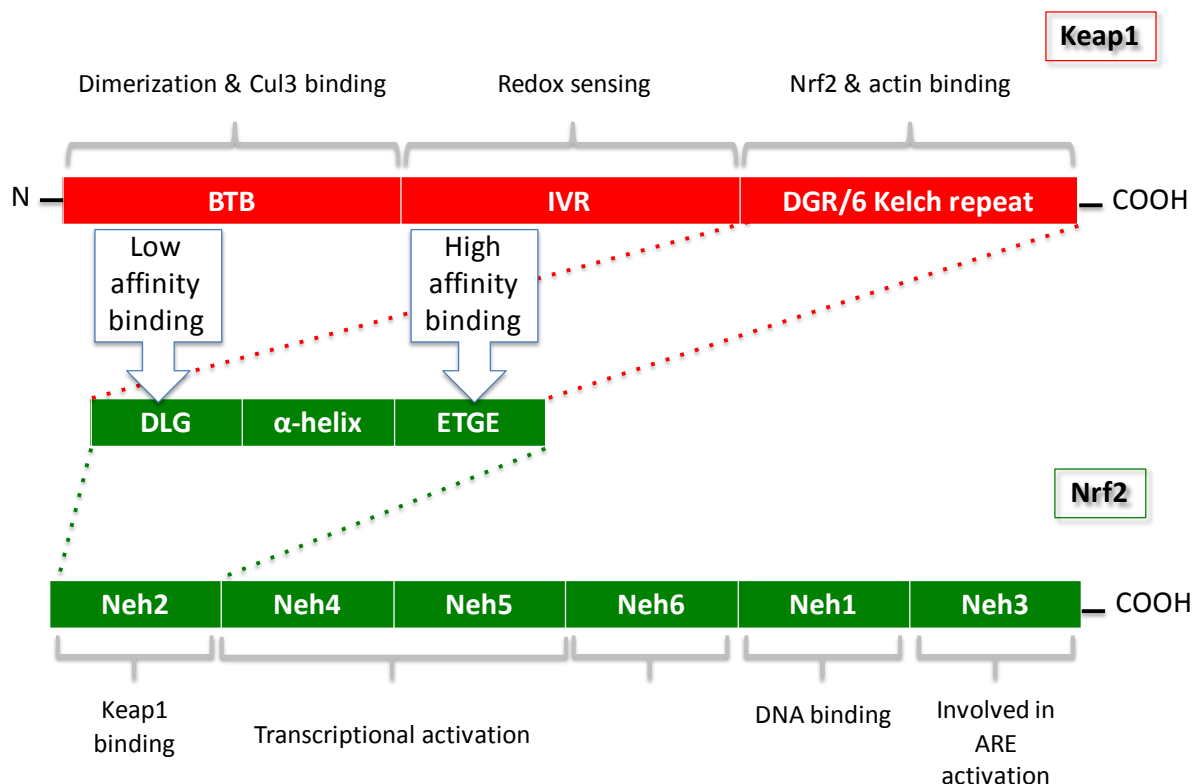 Keap1
Dimerization & Cul3 binding
Redox sensing
Nrf2 & actin binding
N
BTB
IVR
DGR/6 Kelch repeat
COOH
Low
affinity
binding
High
affinity
binding
DLG
α-helix
ETGE
Nrf2
Neh2
Neh4
Neh5
Neh6
Neh1
Neh3
COOH
Keap1
binding
Transcriptional activation
DNA binding
Involved in
ARE
activation